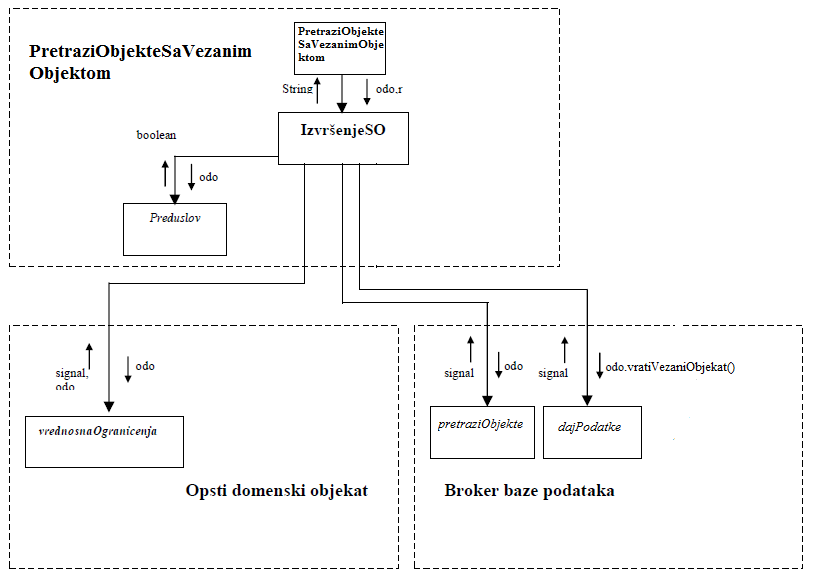 PretraziObjekteSaVezanim
Objektom
PretraziObjekte
SaVezanimObje
ktom
String
odo,r
IzvršenjeSO
boolean
odo
Preduslov
signal,
odo
odo
vrednosnaOgranicenja
Opsti domenski objekat
signal
odo
signal
odo.vratiVezaniObjekat()
pretraziObjekte
dajPodatke
Broker baze podataka